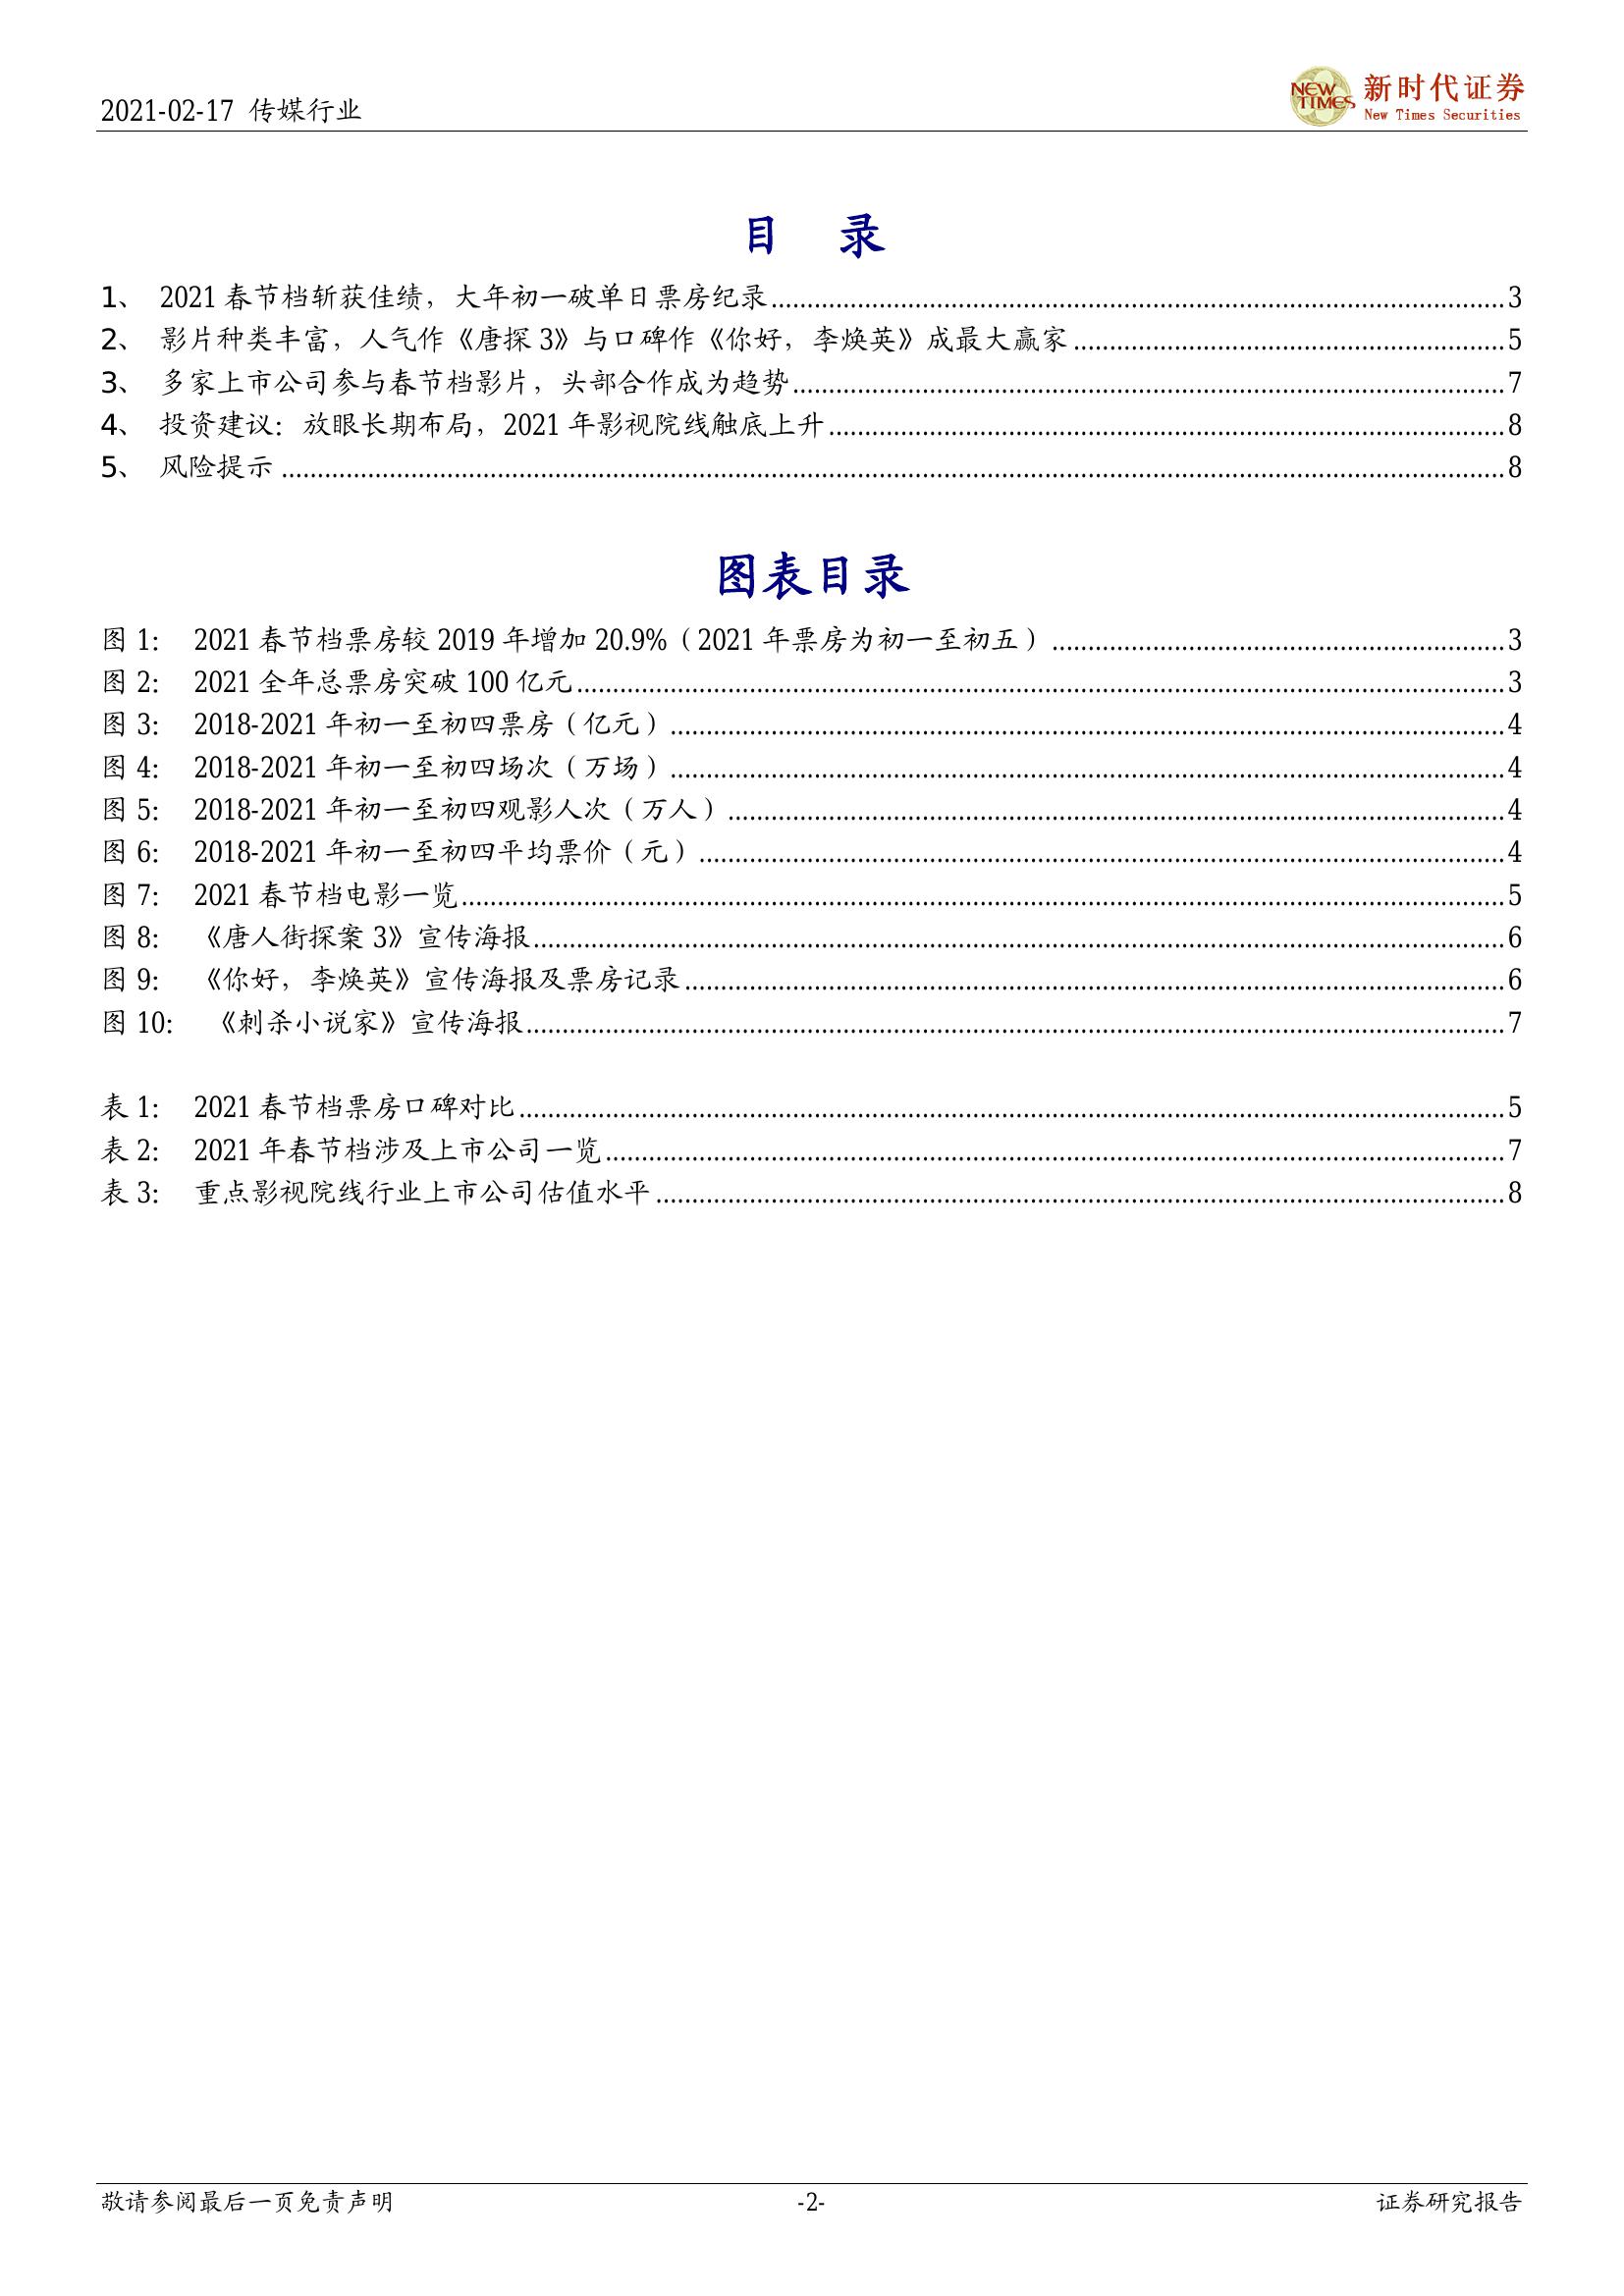 2021-02-17 传媒行业
NEW TIMES
新时代证券
New Times Securities
目 录
1、 2021 春节档斩获佳绩，大年初一破单日票房纪录 3
2、 影片种类丰富，人气作《唐探 3》与口碑作《你好，李焕英》成最大赢家 5
3、 多家上市公司参与春节档影片，头部合作成为趋势 7
4、 投资建议：放眼长期布局，2021 年影视院线触底上升 8
5、 风险提示 8
图表目录
图 1： 2021 春节档票房较 2019 年增加 20.9%（2021 年票房为初一至初五） 3
图 2： 2021 全年总票房突破 100 亿元 3
图 3： 2018-2021 年初一至初四票房（亿元） 4
图 4： 2018-2021 年初一至初四场次（万场） 4
图 5： 2018-2021 年初一至初四观影人次（万人） 4
图 6： 2018-2021 年初一至初四平均票价（元） 4
图 7： 2021 春节档电影一览 5
图 8： 《唐人街探案 3》宣传海报 6
图 9： 《你好，李焕英》宣传海报及票房记录 6
图 10： 《刺杀小说家》宣传海报 7
表 1： 2021 春节档票房口碑对比 5
表 2： 2021 年春节档涉及上市公司一览 7
表 3： 重点影视院线行业上市公司估值水平 8
敬请参阅最后一页免责声明 -2- 证券研究报告